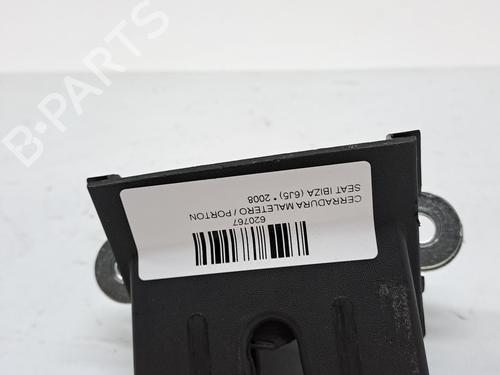 B-PARTS
620767
CERRADURA MALETERO / PORTON
SEAT IBIZA (6J5) * 2008